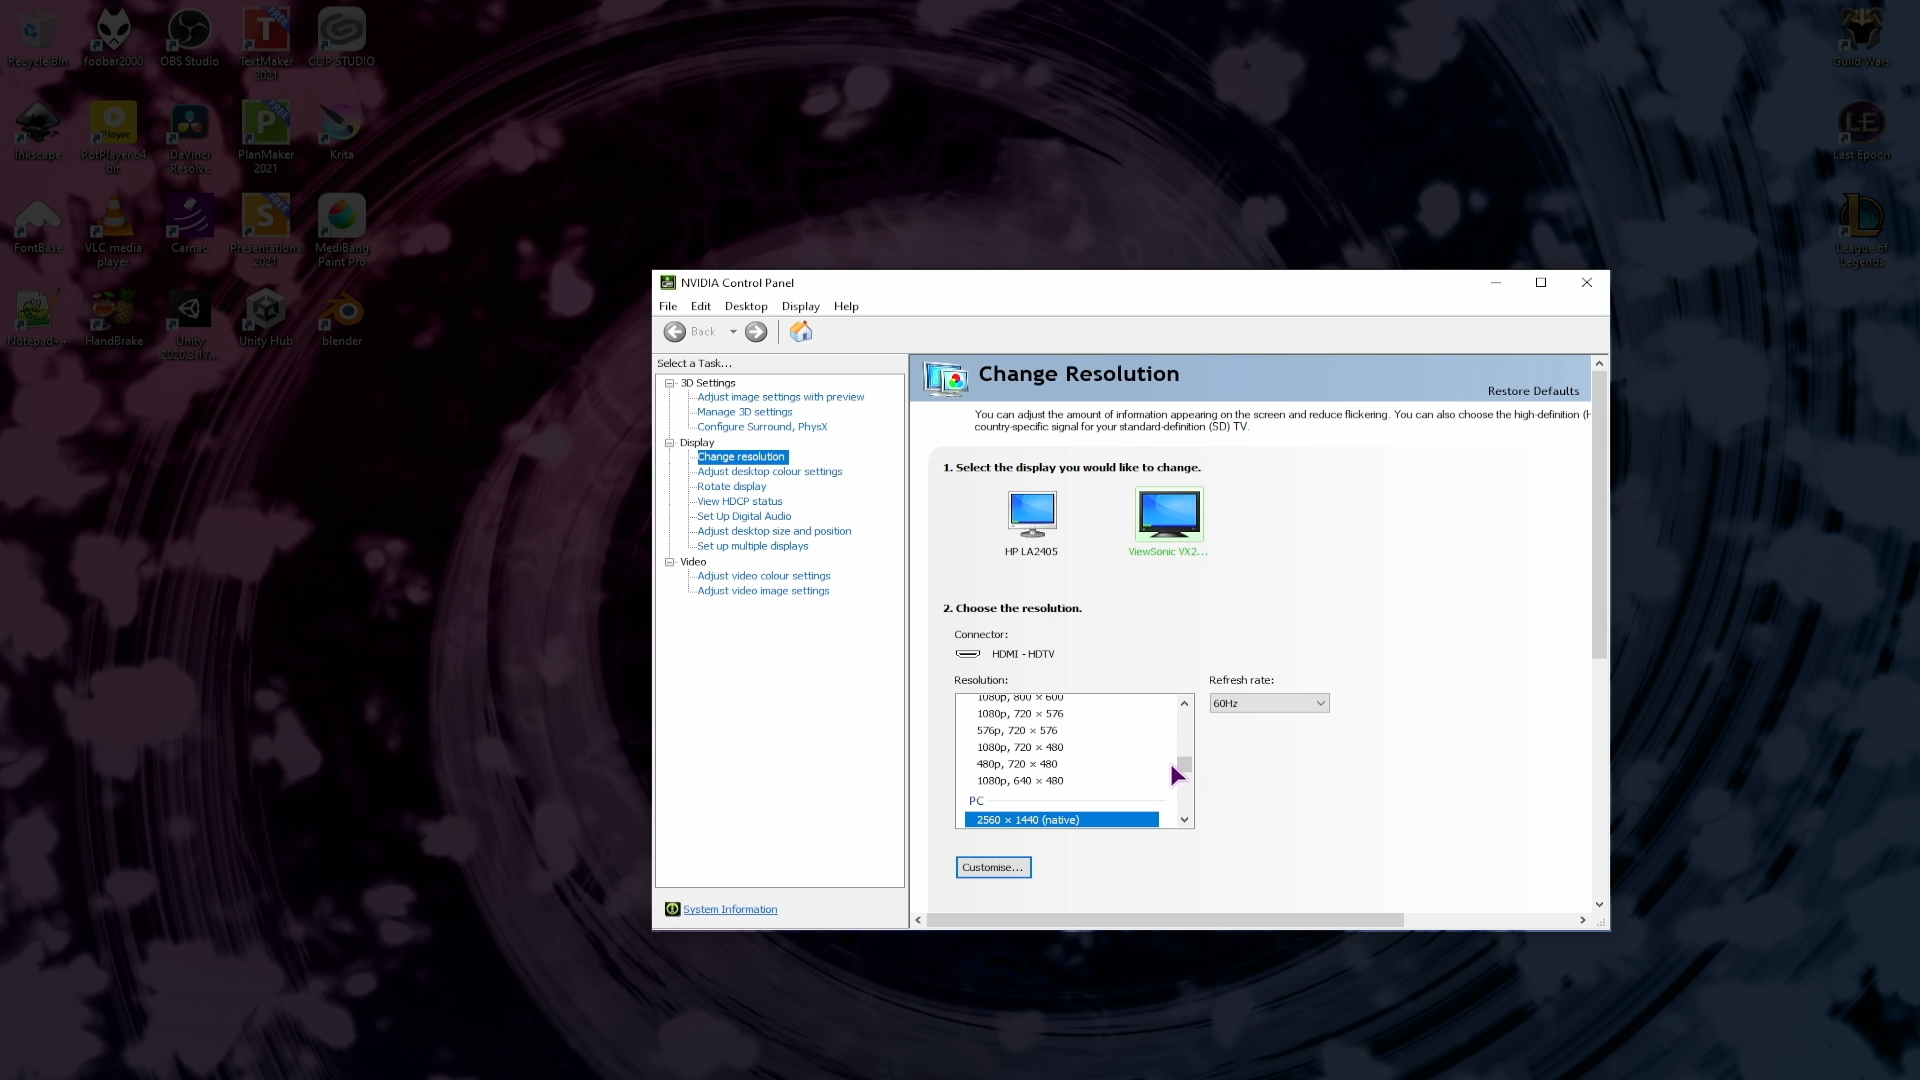 Recycle Bin
foobar2000
OBS Studio
TextMaker
2021
CLIP STUDIO
Inkscape
PotPlayer 64
bit
DaVinci
Resolve
PlanMaker
2021
Krita
FontBase
VLC media
player
Carnac
Presentations
2021
MediBang
Paint Pro
Notepad++
HandBrake
Unity
2020.3.17...
Unity Hub
blender
Guild Wars
Last Epoch
League of
Legends
NVIDIA Control Panel
File Edit Desktop Display Help
Back
Select a Task...
3D Settings
Adjust image settings with preview
Manage 3D settings
Configure Surround, PhysX
Display
Change resolution
Adjust desktop colour settings
Rotate display
View HDCP status
Set Up Digital Audio
Adjust desktop size and position
Set up multiple displays
Video
Adjust video colour settings
Adjust video image settings
System Information
Change Resolution
Restore Defaults
You can adjust the amount of information appearing on the screen and reduce flickering. You can also choose the high-definition (H
country-specific signal for your standard-definition (SD) TV.
1. Select the display you would like to change.
HP LA2405
ViewSonic VX2...
2. Choose the resolution.
Connector:
HDMI - HDTV
Resolution:
Refresh rate:
60Hz
1080p, 800 × 600
1080p, 720 × 576
576p, 720 × 576
1080p, 720 × 480
480p, 720 × 480
1080p, 640 × 480
PC
2560 × 1440 (native)
Customise...